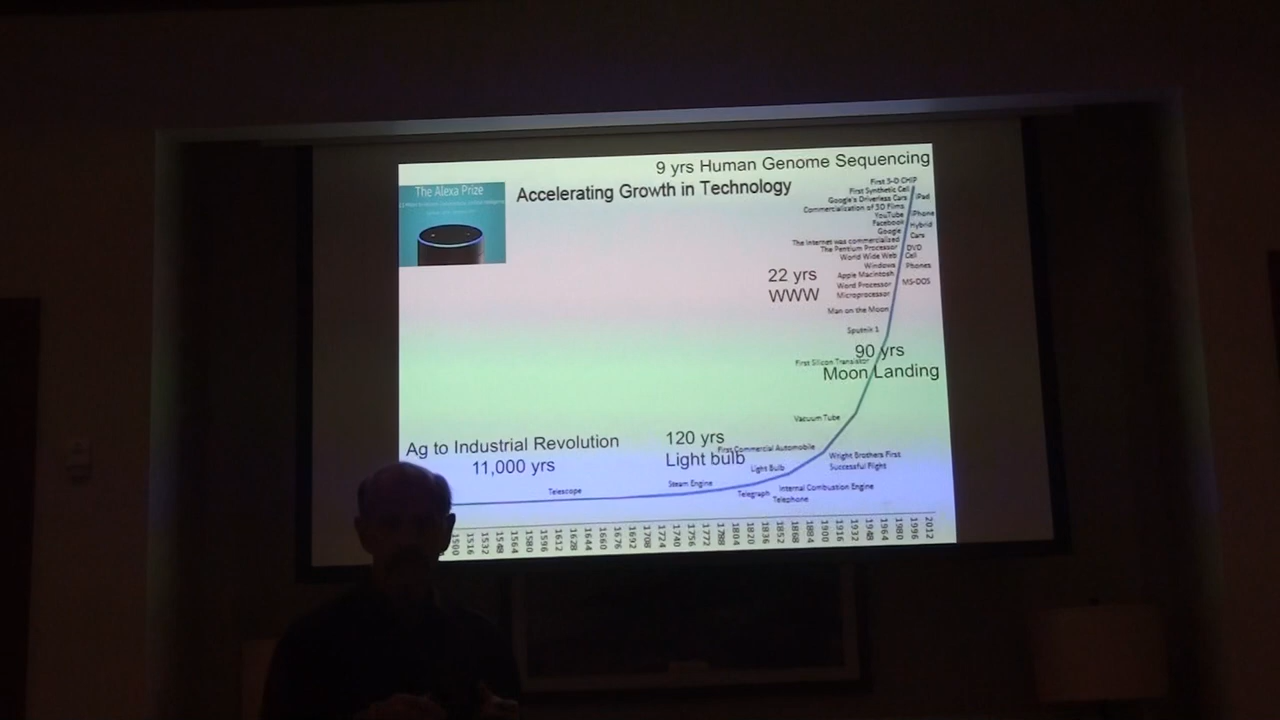 9 yrs Human Genome Sequencing
The Alexa Prize
Accelerating Growth in Technology
First 3-D CHIP
First Synthetic Cell
Google's Driverless Cars
iPad
Commercialization of 3D Films
YouTube
iPhone
Facebook
Hybrid
Google
Cars
The Internet was commercialized
The Pentium Processor
DVD
World Wide Web
Cell
Windows
Phones
22 yrs
WWW
Apple Macintosh
Word Processor
MS-DOS
Microprocessor
Man on the Moon
Sputnik 1
90 yrs
First Silicon Transistor
Moon Landing
Vacuum Tube
Ag to Industrial Revolution
11,000 yrs
120 yrs
Light bulb
First Commercial Automobile
Wright Brothers First
Successful Flight
Light Bulb
Steam Engine
Telescope
Telegraph
Internal Combustion Engine
Telephone
1500 1516 1532 1548 1564 1580 1596 1612 1628 1644 1660 1676 1692 1708 1724 1740 1756 1772 1788 1804 1820 1836 1852 1868 1884 1900 1916 1932 1948 1964 1980 1996 2012